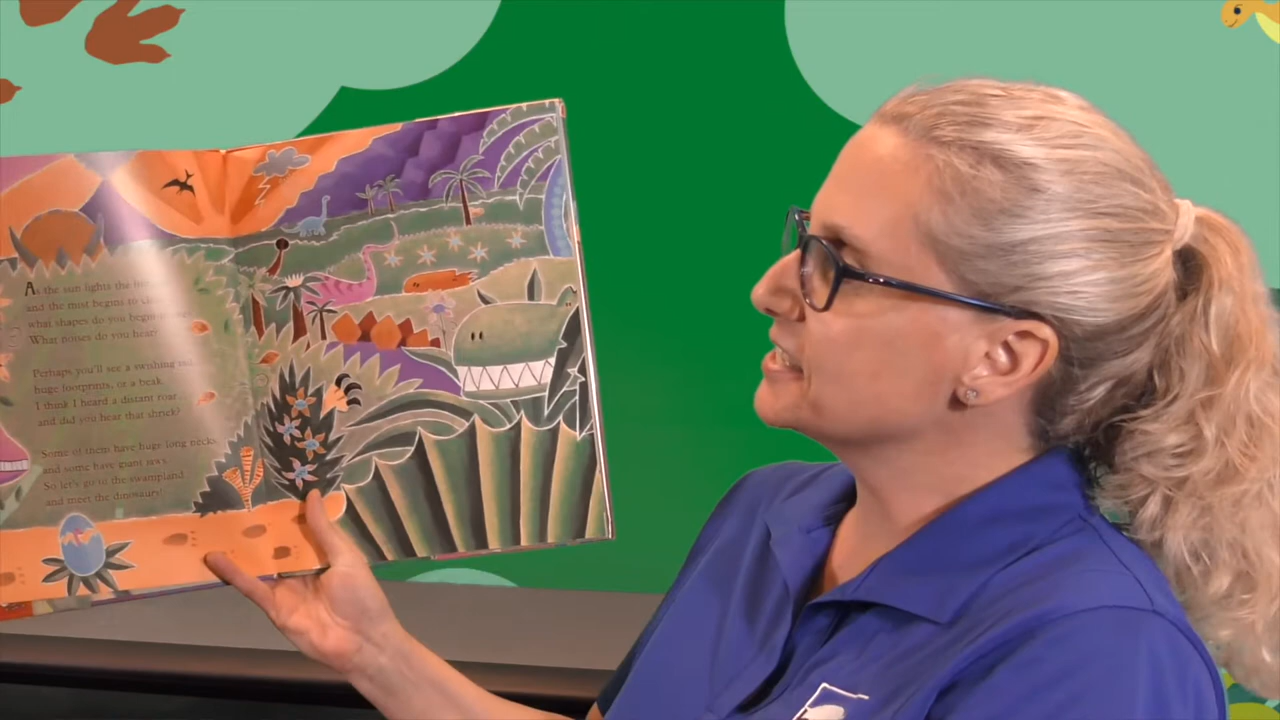 As the sun lights the
and the mist begins to
what shapes do you begin
What noises do you hear?
Perhaps you'll see a swishing tail,
huge footprints, or a beak.
I think I heard a distant roar
and did you hear that shriek?
Some of them have huge long necks,
and some have giant jaws.
So let's go to the swampland
and meet the dinosaurs!